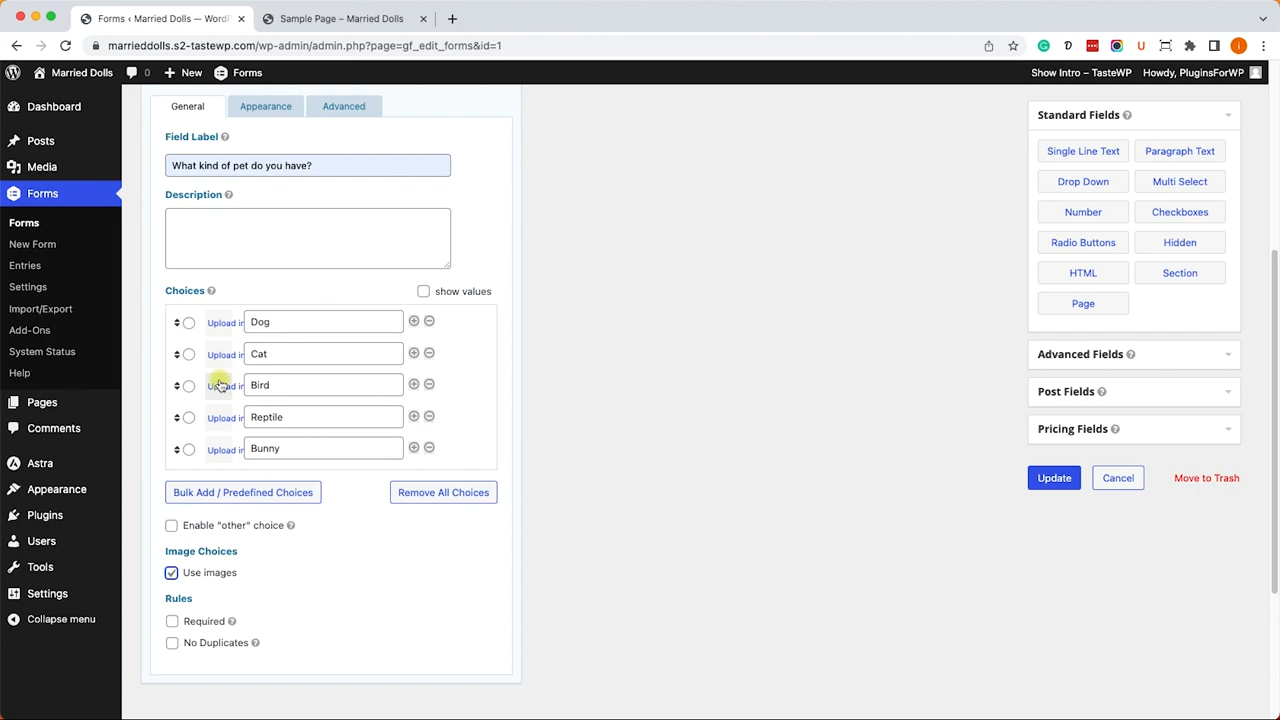 Forms ‹ Married Dolls — WordP
Sample Page – Married Dolls
marrieddolls.s2-tastewp.com/wp-admin/admin.php?page=gf_edit_forms&id=1
Married Dolls
0
New
Forms
Show Intro – TasteWP
Howdy, PluginsForWP
Dashboard
Posts
Media
Forms
Forms
New Form
Entries
Settings
Import/Export
Add-Ons
System Status
Help
Pages
Comments
Astra
Appearance
Plugins
Users
Tools
Settings
Collapse menu
General
Appearance
Advanced
Field Label
What kind of pet do you have?
Description
Choices
show values
Upload in
Dog
Upload in
Cat
Upload in
Bird
Upload in
Reptile
Upload in
Bunny
Bulk Add / Predefined Choices
Remove All Choices
Enable "other" choice
Image Choices
Use images
Rules
Required
No Duplicates
Standard Fields
Single Line Text
Paragraph Text
Drop Down
Multi Select
Number
Checkboxes
Radio Buttons
Hidden
HTML
Section
Page
Advanced Fields
Post Fields
Pricing Fields
Update
Cancel
Move to Trash